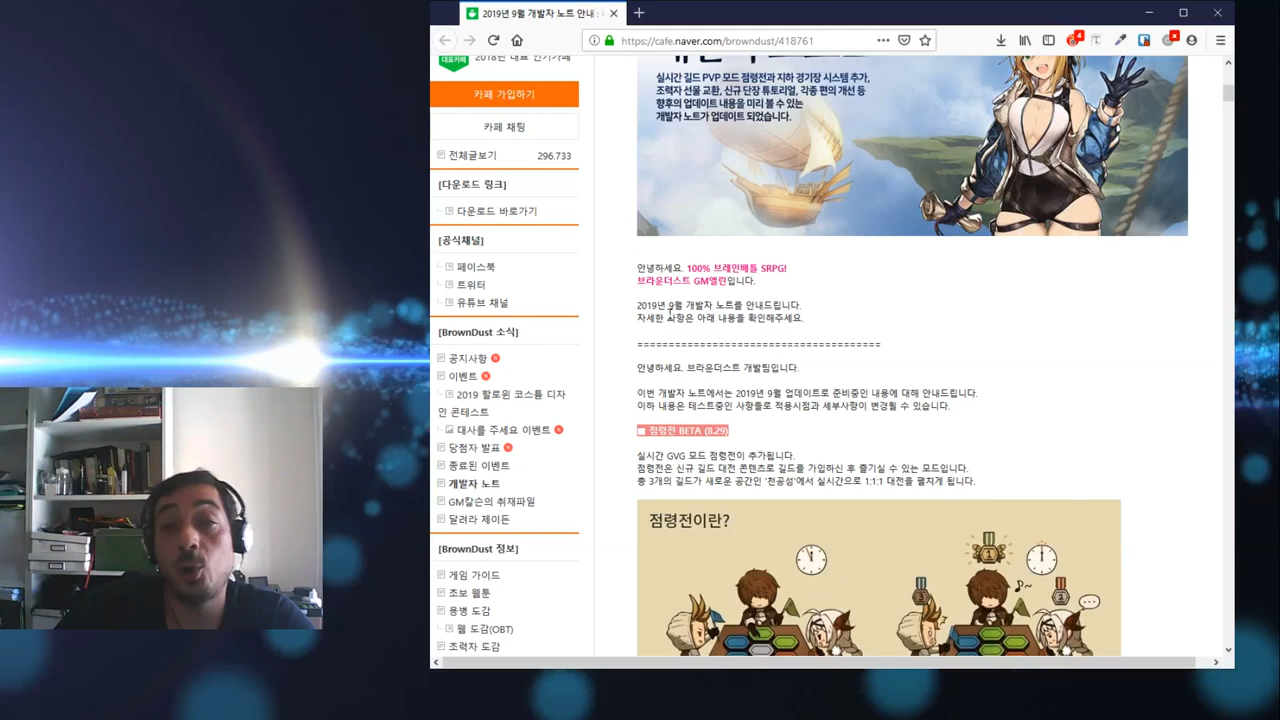 2019년 9월 개발자 노트 안내 :
https://cafe.naver.com/browndust/418761
4
대표카페
2018년 대표 인기카페
카페 가입하기
카페 채팅
전체글보기 296.733
[다운로드 링크]
다운로드 바로가기
[공식채널]
페이스북
트위터
유튜브 채널
[BrownDust 소식]
공지사항 N
이벤트 N
2019 할로윈 코스튬 디자
인 콘테스트
대사를 주세요 이벤트 N
당첨자 발표 N
종료된 이벤트
개발자 노트
GM칼슨의 취재파일
달려라 제이든
[BrownDust 정보]
게임 가이드
초보 웹툰
용병 도감
웹 도감(OBT)
조력자 도감
실시간 길드 PVP 모드 점령전과 지하 경기장 시스템 추가,
조력자 선물 교환, 신규 단장 튜토리얼, 각종 편의 개선 등
향후의 업데이트 내용을 미리 볼 수 있는
개발자 노트가 업데이트 되었습니다.
안녕하세요. 100% 브레인배틀 SRPG!
브라운더스트 GM앨린입니다.
2019년 9월 개발자 노트를 안내드립니다.
자세한 사항은 아래 내용을 확인해주세요.
========================================
안녕하세요. 브라운더스트 개발팀입니다.
이번 개발자 노트에서는 2019년 9월 업데이트로 준비중인 내용에 대해 안내드립니다.
이하 내용은 테스트중인 사항들로 적용시점과 세부사항이 변경될 수 있습니다.
■ 점령전 BETA (8.29)
실시간 GVG 모드 점령전이 추가됩니다.
점령전은 신규 길드 대전 콘텐츠로 길드를 가입하신 후 즐기실 수 있는 모드입니다.
총 3개의 길드가 새로운 공간인 '천공성'에서 실시간으로 1:1:1 대전을 펼치게 됩니다.
점령전이란?
1
3
2